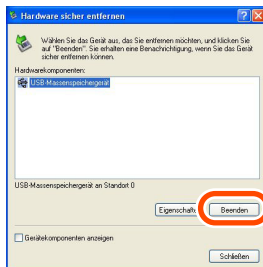 Hardware sicher entfernen
Wählen Sie das Gerät aus, das Sie entfernen möchten, und klicken Sie
auf "Beenden". Sie erhalten eine Benachrichtigung, wenn Sie das Gerät
sicher entfernen können.
Hardwarekomponenten:
USB-Massenspeichergerät
USB-Massenspeichergerät an Standort 0
Eigenschafte
Beenden
Gerätekomponenten anzeigen
Schließen